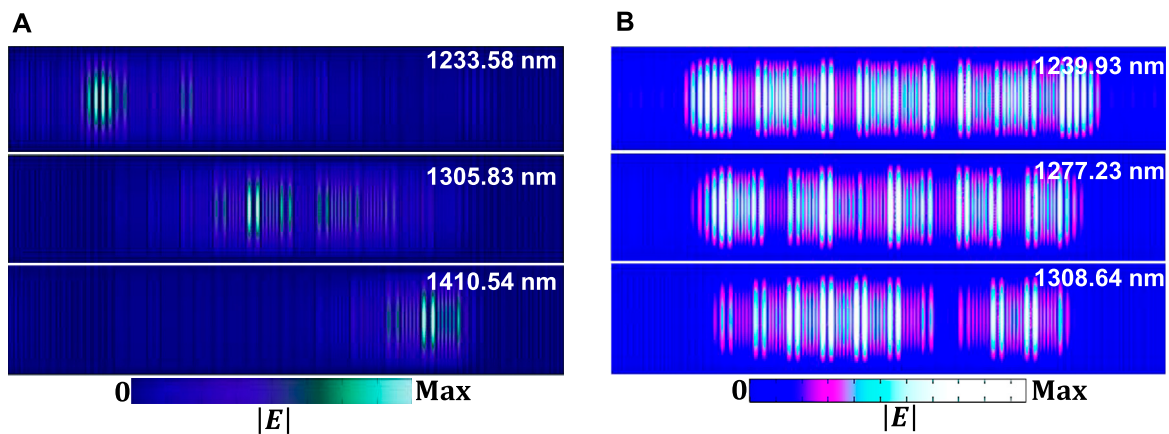 A
1233.58 nm
1305.83 nm
1410.54 nm
0 Max
|E|
B
1239.93 nm
1277.23 nm
1308.64 nm
0 Max
|E|